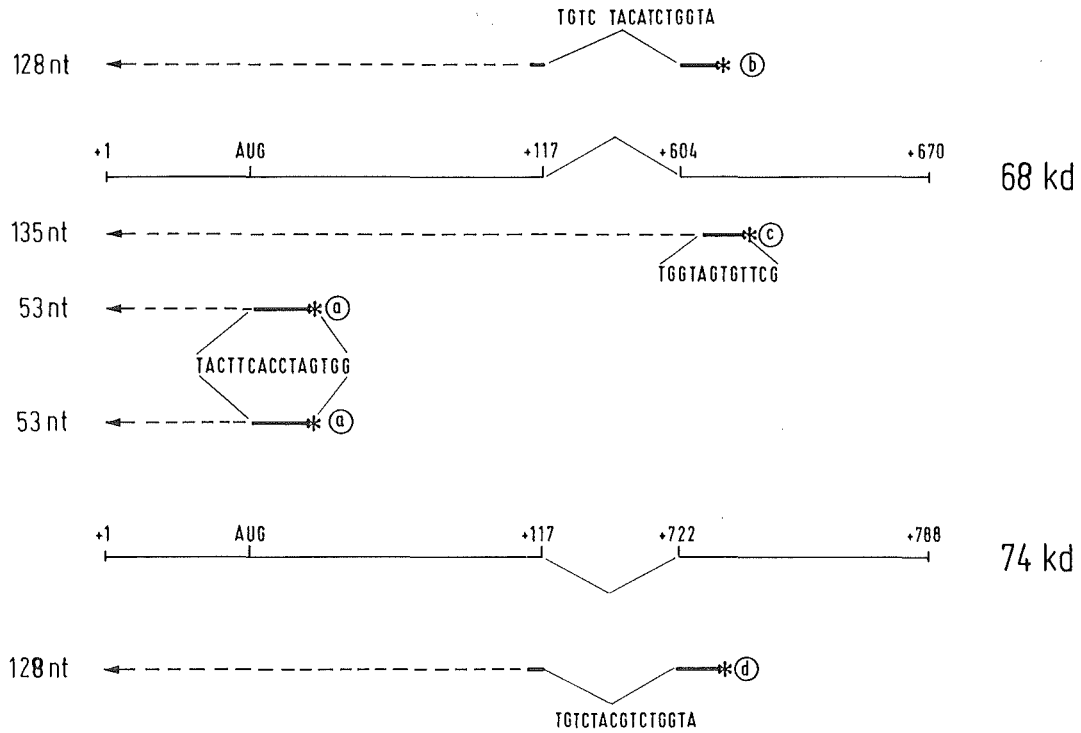 TGTC TACATCTGGTA
128 nt * b
+1 AUG +117 +604 +670
68 kd
135 nt * c
TGGTAGTGTTCG
53 nt * a
TACTTCACCTAGTGG
53 nt * a
+1 AUG +117 +722 +788
74 kd
128 nt * d
TGTCTACGTCTGGTA